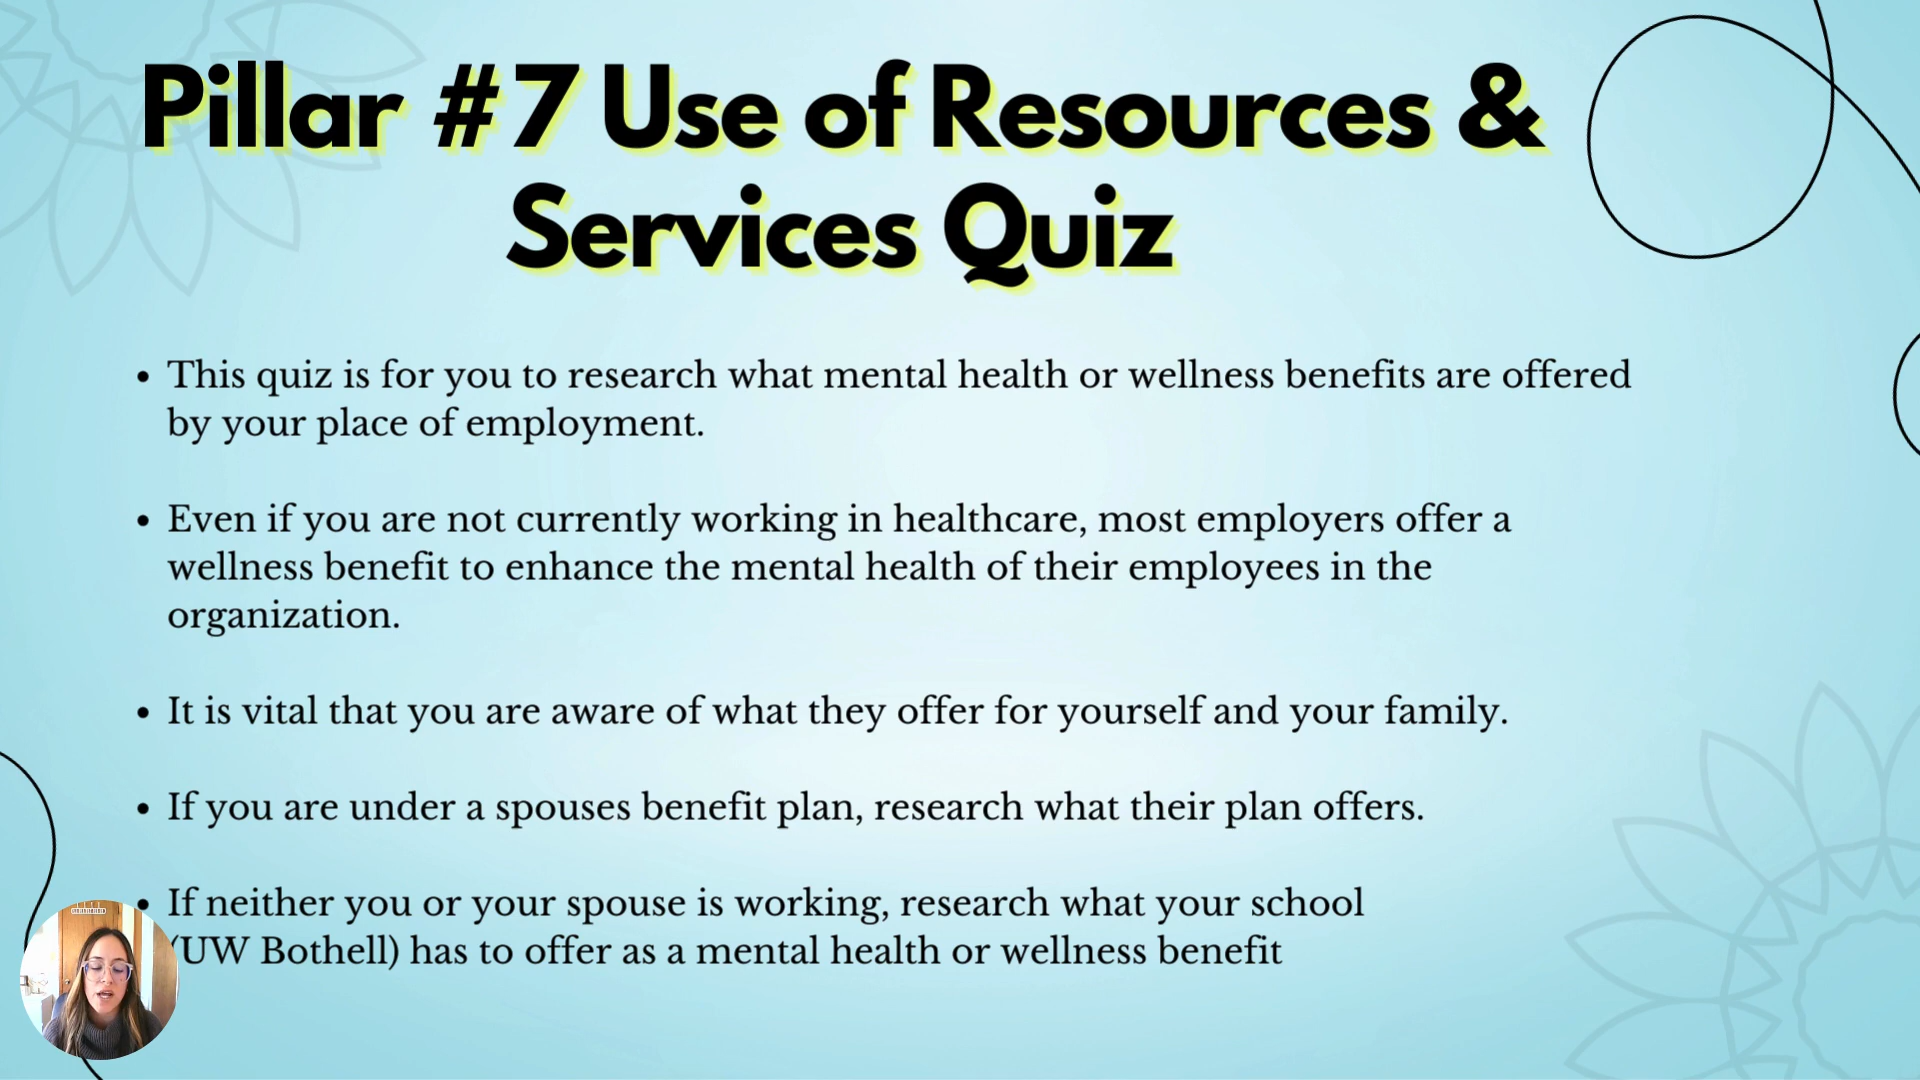 Pillar #7 Use of Resources &
Services Quiz
• This quiz is for you to research what mental health or wellness benefits are offered
by your place of employment.
• Even if you are not currently working in healthcare, most employers offer a
wellness benefit to enhance the mental health of their employees in the
organization.
• It is vital that you are aware of what they offer for yourself and your family.
• If you are under a spouses benefit plan, research what their plan offers.
• If neither you or your spouse is working, research what your school
(UW Bothell) has to offer as a mental health or wellness benefit